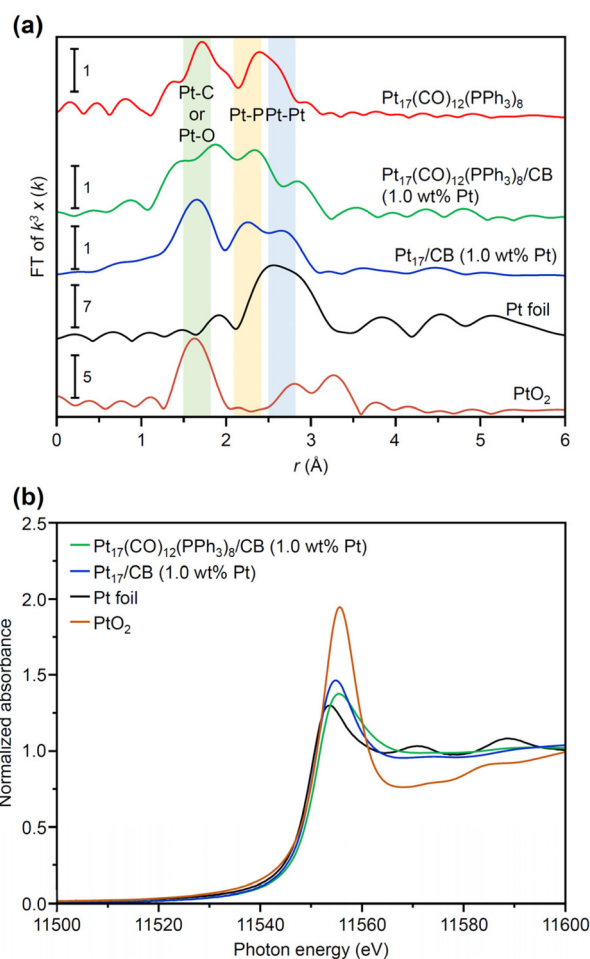 (a)
1
Pt-C
or
Pt-O
Pt-P
Pt-Pt
Pt17(CO)12(PPh3)8
1
Pt17(CO)12(PPh3)8/CB
(1.0 wt% Pt)
1
Pt17/CB (1.0 wt% Pt)
7
Pt foil
5
PtO2
FT of k3 x (k)
0 1 2 3 4 5 6
r (Å)
(b)
2.5
2.0
1.5
1.0
0.5
0.0
Pt17(CO)12(PPh3)8/CB (1.0 wt% Pt)
Pt17/CB (1.0 wt% Pt)
Pt foil
PtO2
Normalized absorbance
11500 11520 11540 11560 11580 11600
Photon energy (eV)